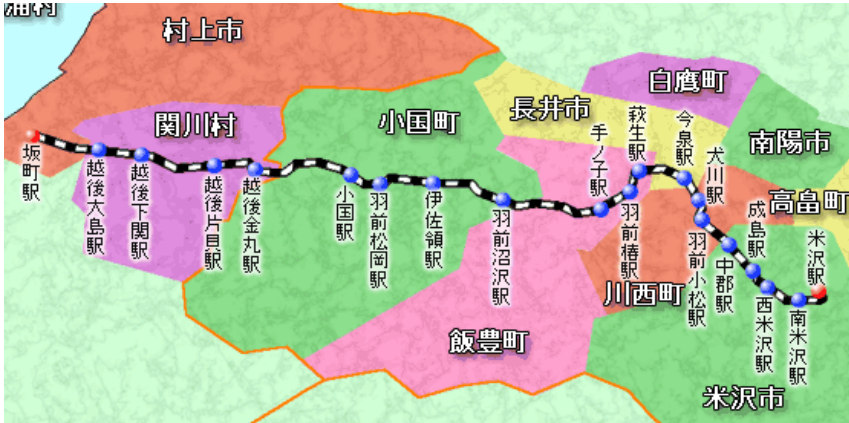 村上市
関川村
小国町
長井市
白鷹町
南陽市
高畠町
川西町
飯豊町
米沢市
坂町駅
越後大島駅
越後下関駅
越後片貝駅
越後金丸駅
小国駅
羽前松岡駅
伊佐領駅
羽前沼沢駅
手ノ子駅
羽前椿駅
萩生駅
今泉駅
犬川駅
羽前小松駅
中郡駅
成島駅
西米沢駅
南米沢駅
米沢駅